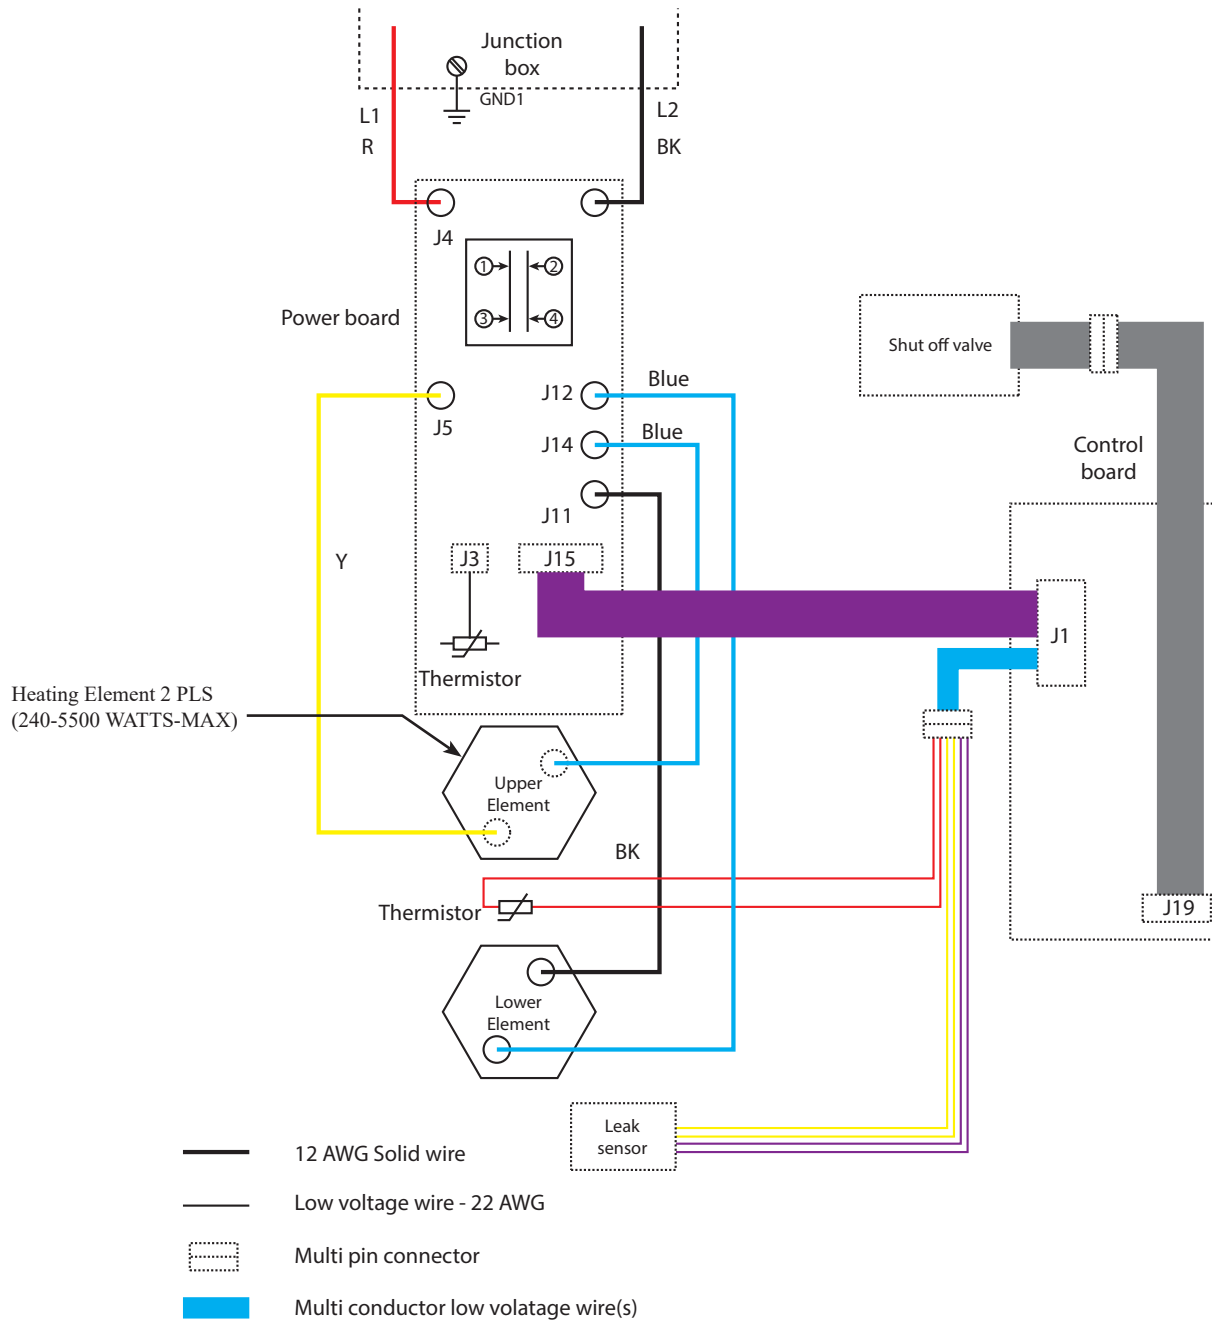 Junction
box
GND1
L1
R
L2
BK
J4
1
2
3
4
Power board
J5
J12
Blue
J14
Blue
J11
Y
J3
J15
Thermistor
Shut off valve
Control
board
J1
J19
Heating Element 2 PLS
(240-5500 WATTS-MAX)
Upper
Element
BK
Thermistor
Lower
Element
Leak
sensor
12 AWG Solid wire
Low voltage wire - 22 AWG
Multi pin connector
Multi conductor low volatage wire(s)